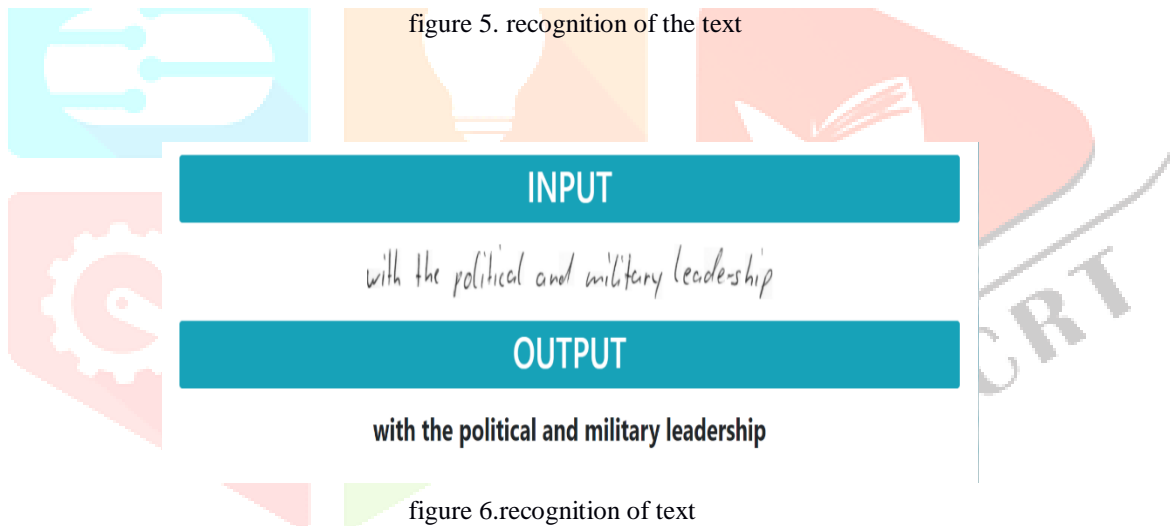 figure 5. recognition of the text
INPUT
with the political and military leadership
OUTPUT
with the political and military leadership
CRT
figure 6.recognition of text